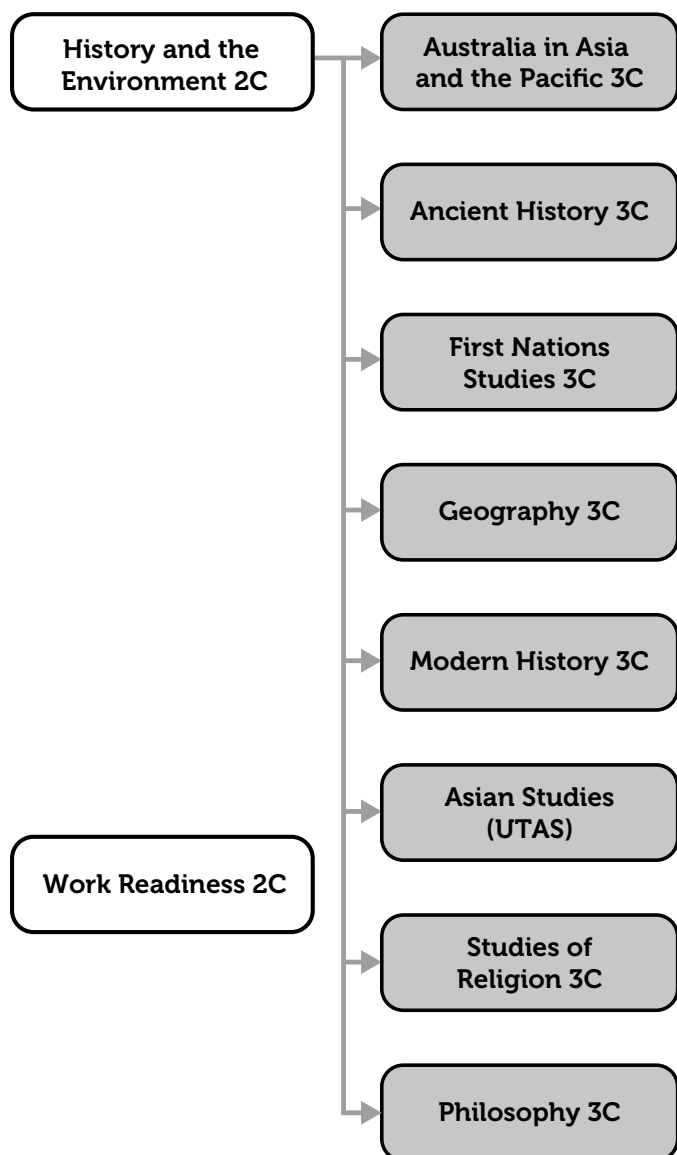 History and the
Environment 2C
Australia in Asia
and the Pacific 3C
Ancient History 3C
First Nations
Studies 3C
Geography 3C
Modern History 3C
Asian Studies
(UTAS)
Work Readiness 2C
Studies of
Religion 3C
Philosophy 3C